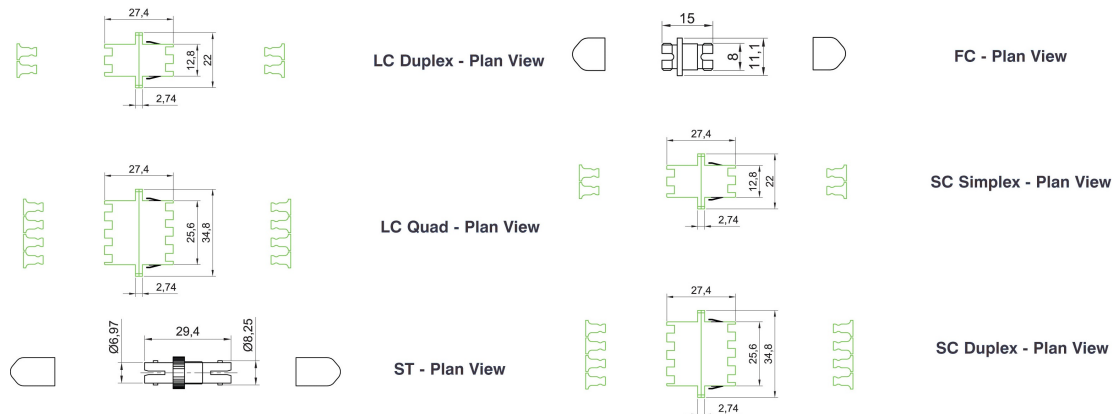 27,4
12,8
22
2,74
LC Duplex - Plan View
27,4
25,6
34,8
2,74
LC Quad - Plan View
Ø6,97
29,4
Ø8,25
ST - Plan View
15
8
11,1
FC - Plan View
27,4
12,8
22
2,74
SC Simplex - Plan View
27,4
25,6
34,8
2,74
SC Duplex - Plan View